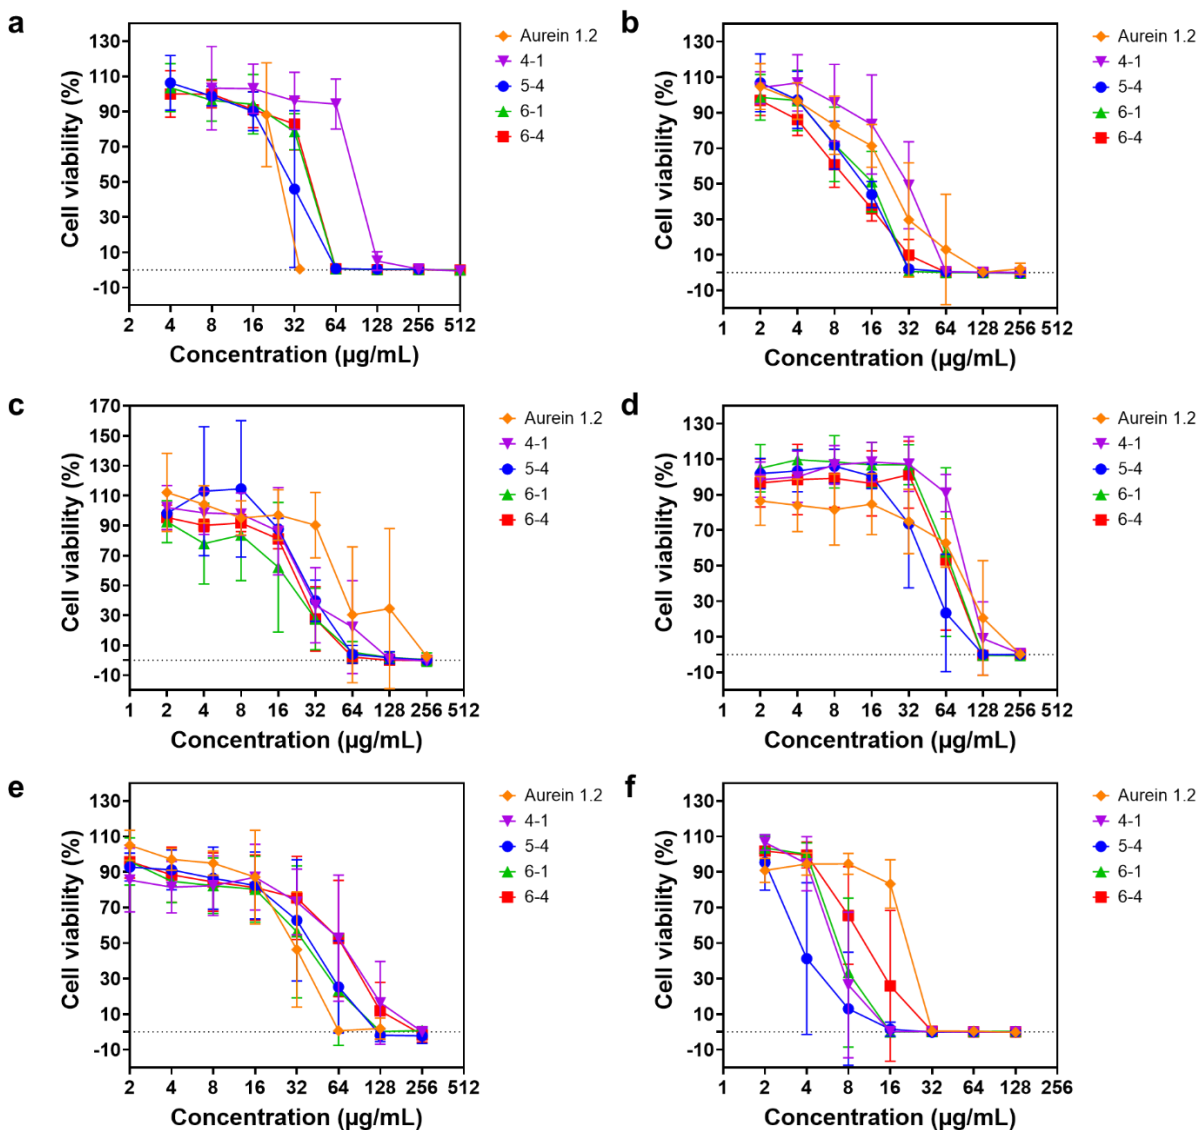 a
130
110
90
70
50
30
10
-10
Cell viability (%)
2 4 8 16 32 64 128 256 512
Concentration (µg/mL)
Aurein 1.2
4-1
5-4
6-1
6-4
b
130
110
90
70
50
30
10
-10
Cell viability (%)
1 2 4 8 16 32 64 128 256 512
Concentration (µg/mL)
Aurein 1.2
4-1
5-4
6-1
6-4
c
170
150
130
110
90
70
50
30
10
-10
Cell viability (%)
1 2 4 8 16 32 64 128 256 512
Concentration (µg/mL)
Aurein 1.2
4-1
5-4
6-1
6-4
d
130
110
90
70
50
30
10
-10
Cell viability (%)
1 2 4 8 16 32 64 128 256 512
Concentration (µg/mL)
Aurein 1.2
4-1
5-4
6-1
6-4
e
130
110
90
70
50
30
10
-10
Cell viability (%)
2 4 8 16 32 64 128 256 512
Concentration (µg/mL)
Aurein 1.2
4-1
5-4
6-1
6-4
f
130
110
90
70
50
30
10
-10
Cell viability (%)
1 2 4 8 16 32 64 128 256
Concentration (µg/mL)
Aurein 1.2
4-1
5-4
6-1
6-4